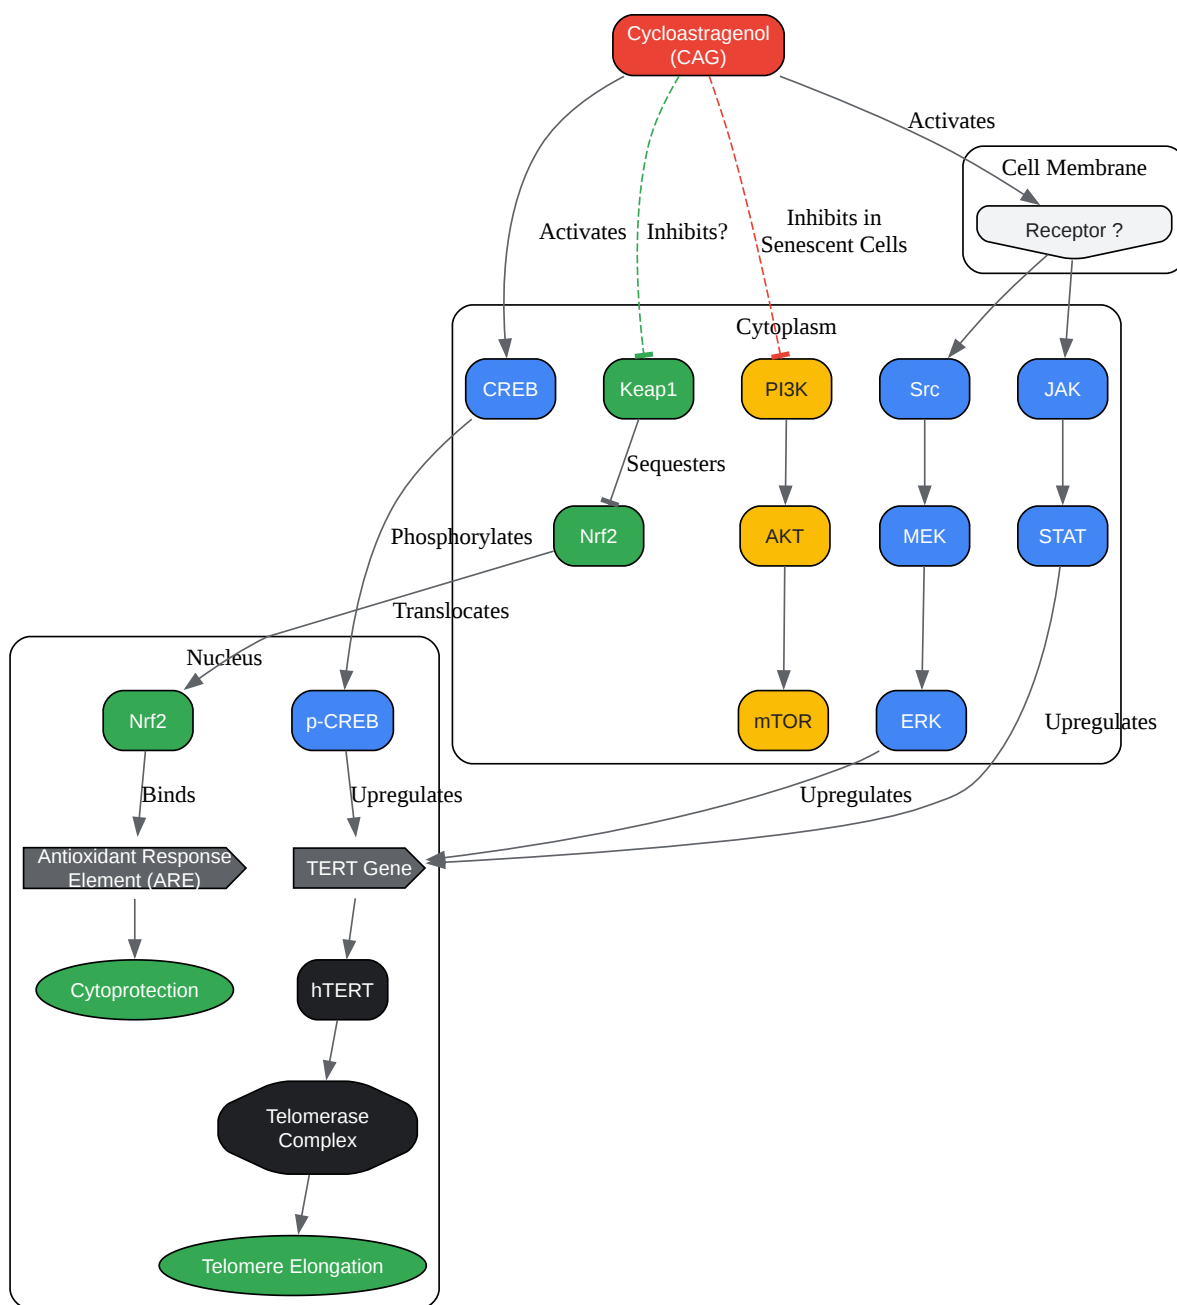 Cycloastragenol
(CAG)
Activates
Cell Membrane
Receptor ?
Activates
Inhibits?
Inhibits in
Senescent Cells
Cytoplasm
CREB
Keap1
PI3K
Src
JAK
Sequesters
Phosphorylates
Nrf2
AKT
MEK
STAT
Translocates
Nucleus
Nrf2
p-CREB
mTOR
ERK
Upregulates
Binds
Upregulates
Upregulates
Antioxidant Response
Element (ARE)
TERT Gene
Cytoprotection
hTERT
Telomerase
Complex
Telomere Elongation